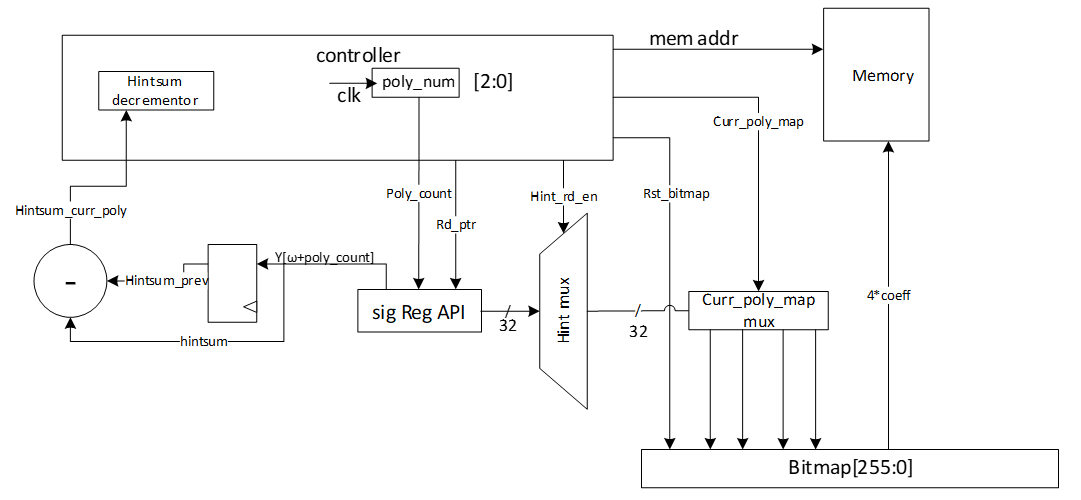 mem addr
controller
Memory
Hintsum
decrementor
poly_num
[2:0]
clk
Curr_poly_map
Poly_count
Hint_rd_en
Rst_bitmap
Hintsum_curr_poly
Rd_ptr
Y[ω+poly_count]
-
Hintsum_prev
sig Reg API
32
Hint mux
32
Curr_poly_map
mux
4*coeff
hintsum
Bitmap[255:0]